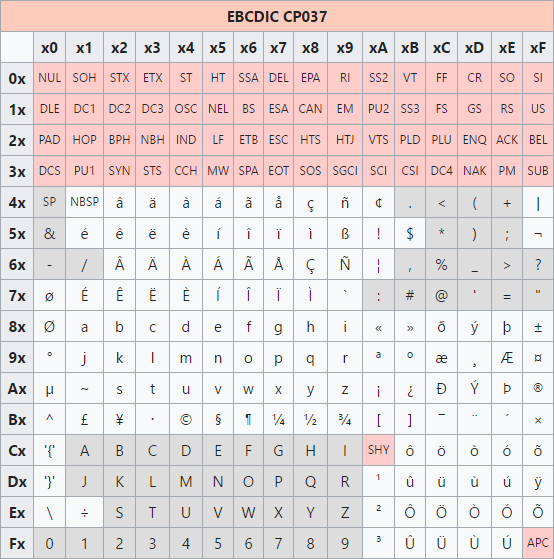 EBCDIC CP037
x0 x1 x2 x3 x4 x5 x6 x7 x8 x9 xA xB xC xD xE xF
0x NUL SOH STX ETX ST HT SSA DEL EPA RI SS2 VT FF CR SO SI
1x DLE DC1 DC2 DC3 OSC NEL BS ESA CAN EM PU2 SS3 FS GS RS US
2x PAD HOP BPH NBH IND LF ETB ESC HTS HTJ VTS PLD PLU ENQ ACK BEL
3x DCS PU1 SYN STS CCH MW SPA EOT SOS SGCI SCI CSI DC4 NAK PM SUB
4x SP NBSP â ä à á ã å ç ñ ¢ . < ( + |
5x & é ê ë è í î ï ì ß ! $ * ) ; ¬
6x - / Â Ä À Á Ã Å Ç Ñ ¦ , % _ > ?
7x ø É Ê Ë È Í Î Ï Ì ` : # @ ' = "
8x Ø a b c d e f g h i « » ő ý þ ±
9x ° j k l m n o p q r ª º æ ¸ Æ ¤
Ax µ ~ s t u v w x y z ¡ ¿ Ð Ý Þ ®
Bx ^ £ ¥ · © § ¶ ¼ ½ ¾ [ ] ¯ ¨ ´ ×
Cx '{' A B C D E F G H I SHY ô ö ò ó õ
Dx '}' J K L M N O P Q R ¹ û ü ù ú ÿ
Ex \ ÷ S T U V W X Y Z ² Ô Ö Ò Ó Õ
Fx 0 1 2 3 4 5 6 7 8 9 ³ Û Ü Ù Ú APC